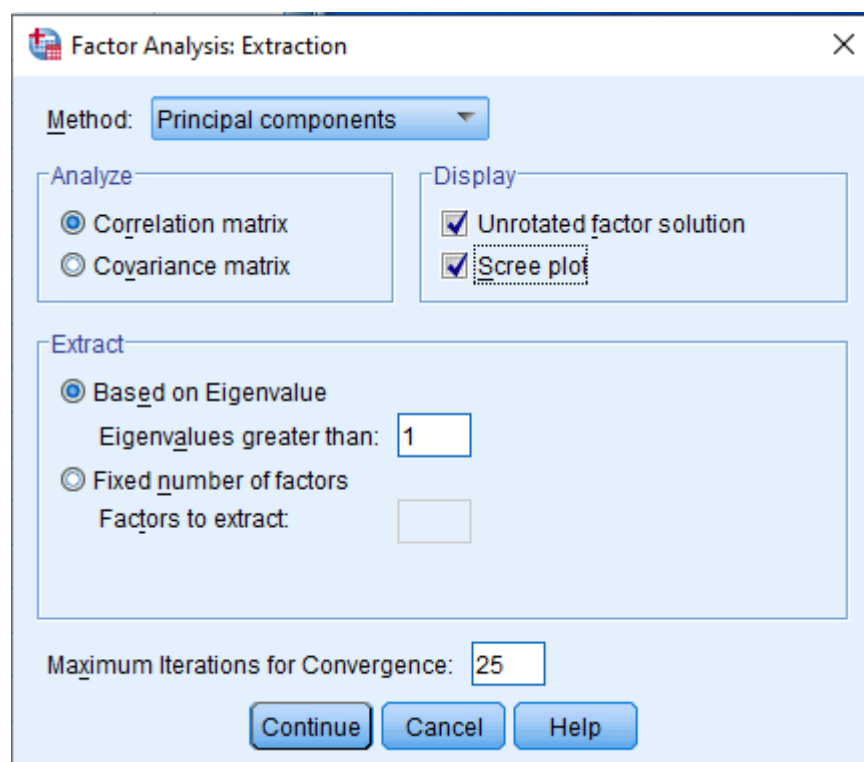 Factor Analysis: Extraction
Method: Principal components
Analyze
Correlation matrix
Covariance matrix
Display
Unrotated factor solution
Scree plot
Extract
Based on Eigenvalue
Eigenvalues greater than: 1
Fixed number of factors
Factors to extract:
Maximum Iterations for Convergence: 25
Continue Cancel Help